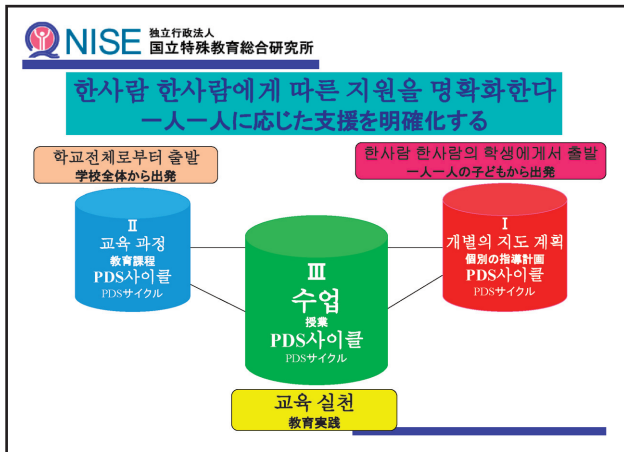 NISE 独立行政法人
国立特殊教育総合研究所
한사람 한사람에게 따른 지원을 명확화한다
一人一人に応じた支援を明確化する
학교전체로부터 출발
学校全体から出発
한사람 한사람의 학생에게서 출발
一人一人の子どもから出発
Ⅱ
교육 과정
教育課程
PDS사이클
PDSサイクル
Ⅲ
수업
授業
PDS사이클
PDSサイクル
Ⅰ
개별의 지도 계획
個別の指導計画
PDS사이클
PDSサイクル
교육 실천
教育実践